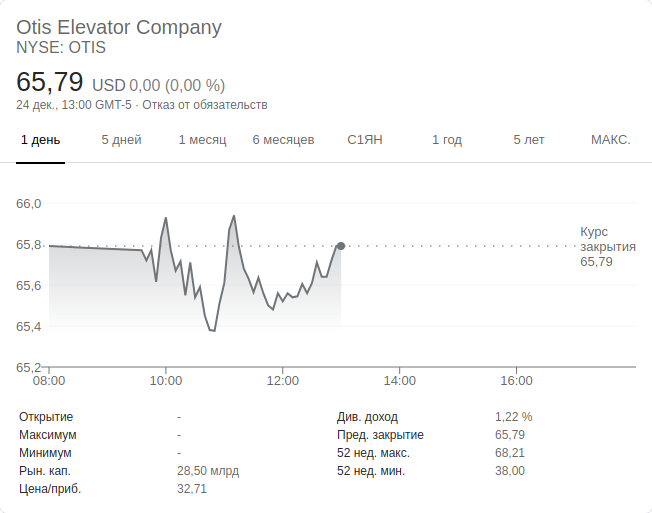 Otis Elevator Company
NYSE: OTIS
65,79 USD 0,00 (0,00 %)
24 дек., 13:00 GMT-5 · Отказ от обязательств
1 день 5 дней 1 месяц 6 месяцев С1ЯН 1 год 5 лет МАКС.
66,0
65,8
65,6
65,4
65,2
Курс
закрытия
65,79
08:00 10:00 12:00 14:00 16:00
Открытие - Див. доход 1,22 %
Максимум - Пред. закрытие 65,79
Минимум - 52 нед. макс. 68,21
Рын. кап. 28,50 млрд 52 нед. мин. 38,00
Цена/приб. 32,71